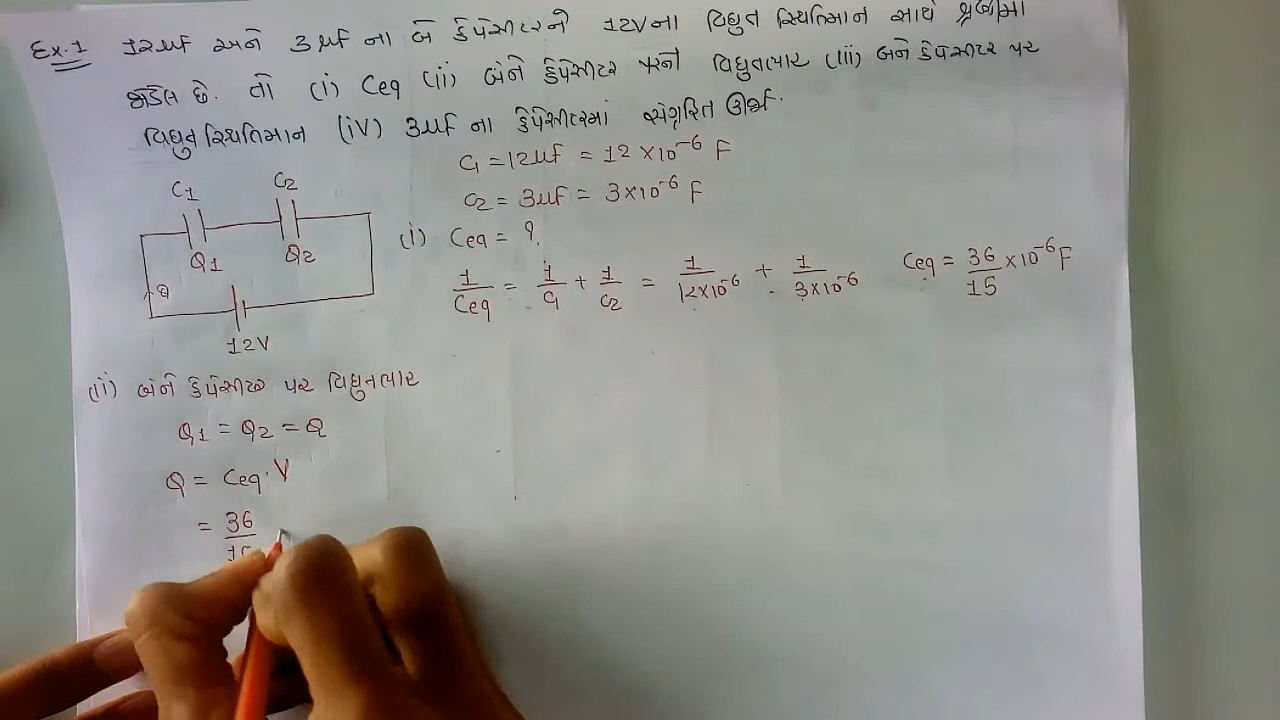 Ex.1 12μf અને 3μf ના બે કેપેસીટરને 12V ના વિદ્યુત સ્થિતિમાન સાથે શ્રેણીમાં
જોડેલ છે. તો (i) Ceq (ii) બંને કેપેસીટર પરનો વિદ્યુતભાર (iii) બંને કેપેસીટર પર
વિદ્યુત સ્થિતિમાન (iv) 3μf ના કેપેસીટરમાં સંગ્રહિત ઊર્જા.
C1 = 12μf = 12 ×10⁻⁶ F
C2 = 3μf = 3×10⁻⁶ F
C1 C2
Q1 Q2
Q
12V
(i) Ceq = ?
1/Ceq = 1/C1 + 1/C2 = 1/12×10⁻⁶ + 1/3×10⁻⁶ Ceq = 36/15 ×10⁻⁶ F
(ii) બંને કેપેસીટર પર વિદ્યુતભાર
Q1 = Q2 = Q
Q = Ceq · V
= 36/15